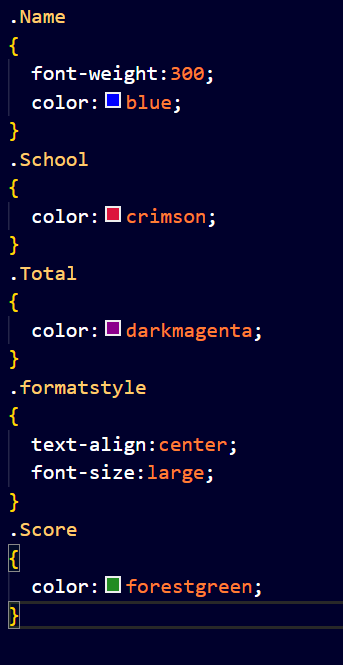 .Name
{
font-weight:300;
color:blue;
}
.School
{
color:crimson;
}
.Total
{
color:darkmagenta;
}
.formatstyle
{
text-align:center;
font-size:large;
}
.Score
{
color:forestgreen;
}